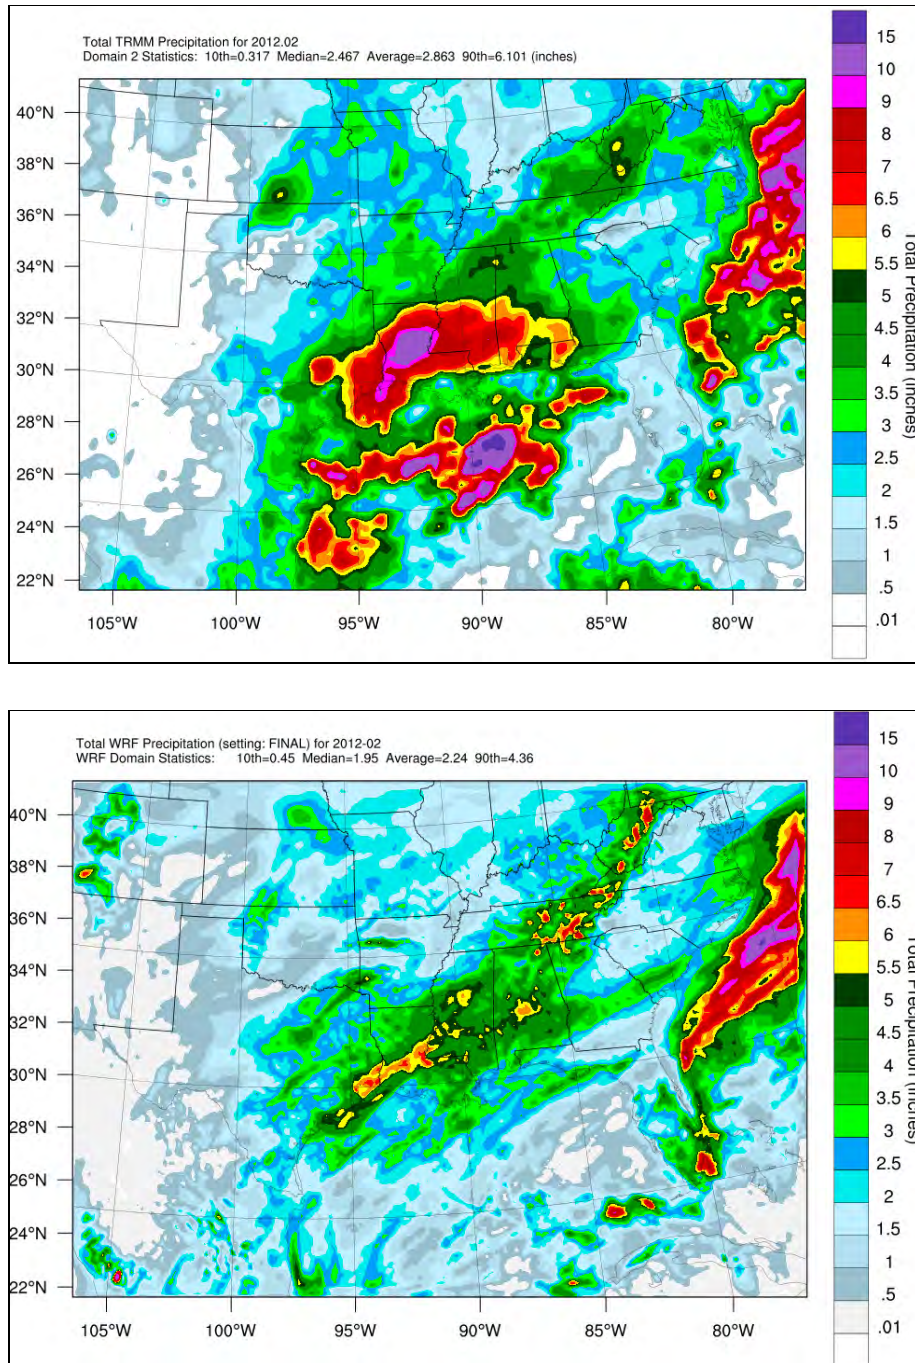 Total TRMM Precipitation for 2012.02
Domain 2 Statistics: 10th=0.317 Median=2.467 Average=2.863 90th=6.101 (inches)
40°N
38°N
36°N
34°N
32°N
30°N
28°N
26°N
24°N
22°N
105°W 100°W 95°W 90°W 85°W 80°W
15
10
9
8
7
6.5
6
5.5
5
4.5
4
3.5
3
2.5
2
1.5
1
.5
.01
Total Precipitation (inches)
Total WRF Precipitation (setting: FINAL) for 2012-02
WRF Domain Statistics: 10th=0.45 Median=1.95 Average=2.24 90th=4.36
40°N
38°N
36°N
34°N
32°N
30°N
28°N
26°N
24°N
22°N
105°W 100°W 95°W 90°W 85°W 80°W
15
10
9
8
7
6.5
6
5.5
5
4.5
4
3.5
3
2.5
2
1.5
1
.5
.01
Total Precipitation (inches)